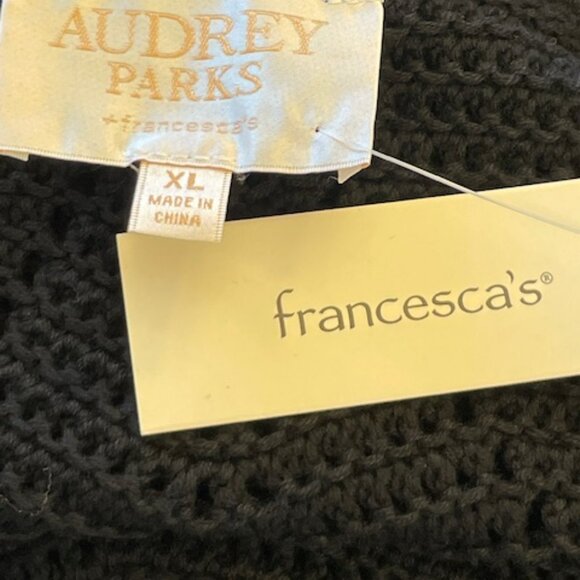 AUDREY
PARKS
+francesca's
XL
MADE IN
CHINA
francesca's®